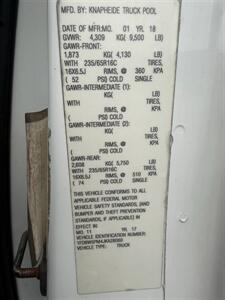 MFD. BY: KNAPHEIDE TRUCK POOL
DATE OF MFR:MO. 01 YR. 18
GVWR: 4,309 KG( 9,500 LB)
GAWR-FRONT:
1,873 KG( 4,130 LB)
WITH 235/65R16C TIRES,
16X6.5J RIMS, @ 360 KPA
( 52 PSI) COLD SINGLE
GAWR-INTERMEDIATE (1):
KG( LB)
WITH TIRES,
RIMS, @ KPA
( PSI) COLD
GAWR-INTERMEDIATE (2):
KG( LB)
WITH TIRES,
RIMS, @ KPA
( PSI) COLD
GAWR-REAR:
2,608 KG( 5,750 LB)
WITH 235/65R16C TIRES,
16X6.5J RIMS, @ 510 KPA
( 74 PSI) COLD SINGLE
THIS VEHICLE CONFORMS TO ALL
APPLICABLE FEDERAL MOTOR
VEHICLE SAFETY STANDARDS, [AND
BUMPER AND THEFT PREVENTION
STANDARDS] IN EFFECT IN
MO. 11 YR. 17
VEHICLE IDENTIFICATION NUMBER:
VEHICLE TYPE: TRUCK